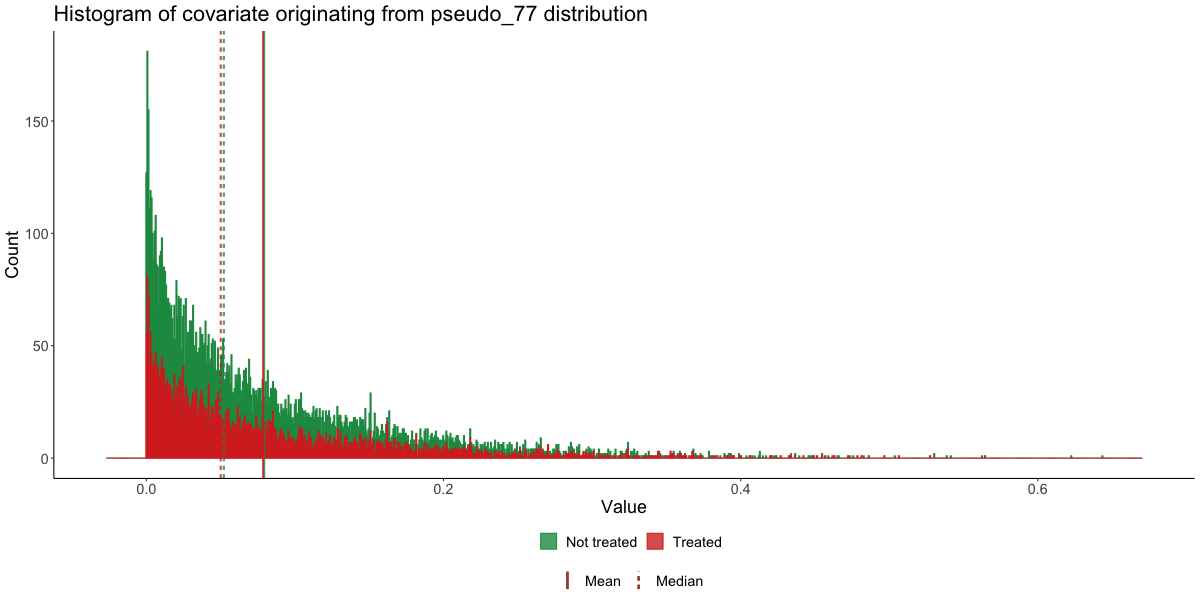 Histogram of covariate originating from pseudo_77 distribution
Count
150
100
50
0
0.0 0.2 0.4 0.6
Value
Not treated Treated
Mean Median